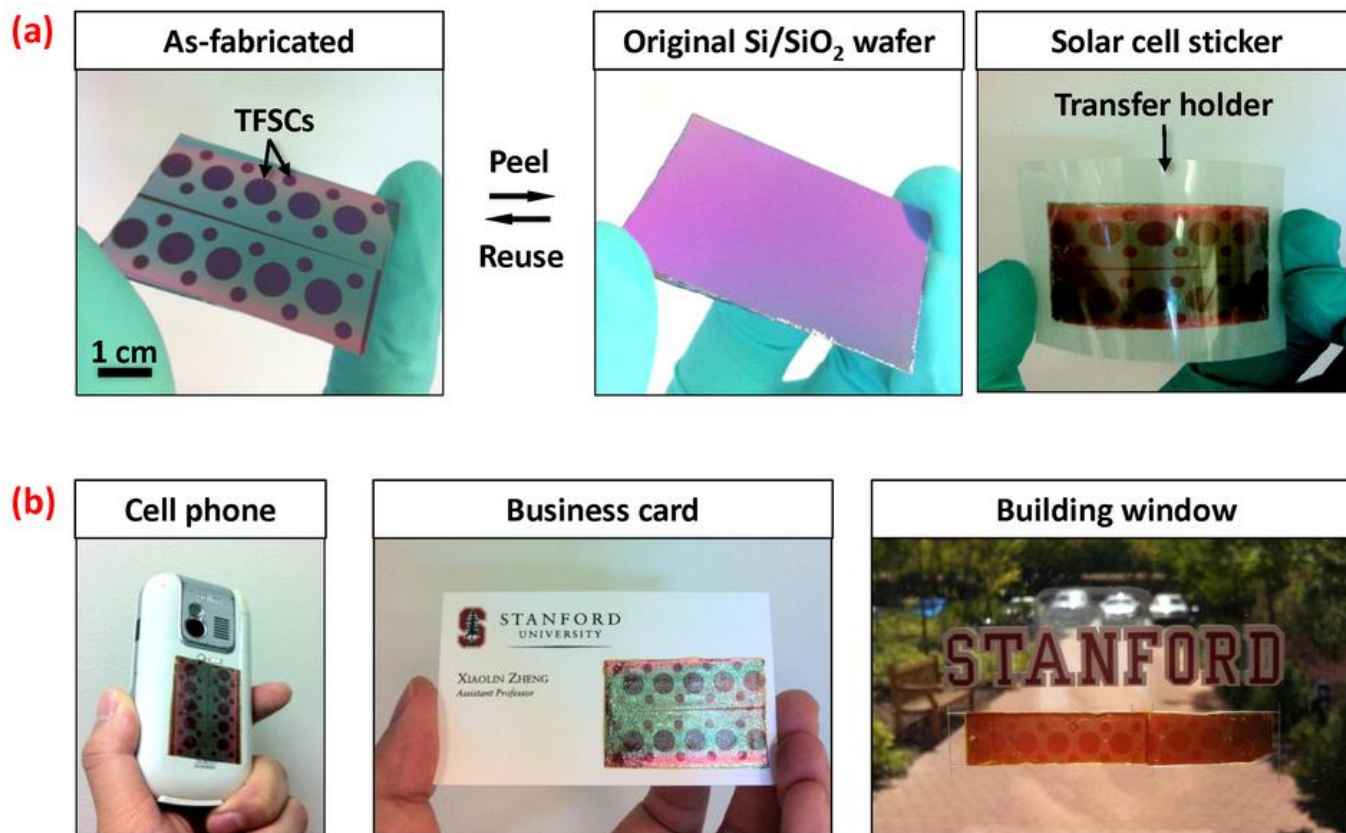 (a)
As-fabricated
Original Si/SiO₂ wafer
Solar cell sticker
TFSCs
Transfer holder
Peel
Reuse
1 cm
(b)
Cell phone
Business card
Building window
S STANFORD
UNIVERSITY
XIAOLIN ZHENG
Assistant Professor
STANFORD